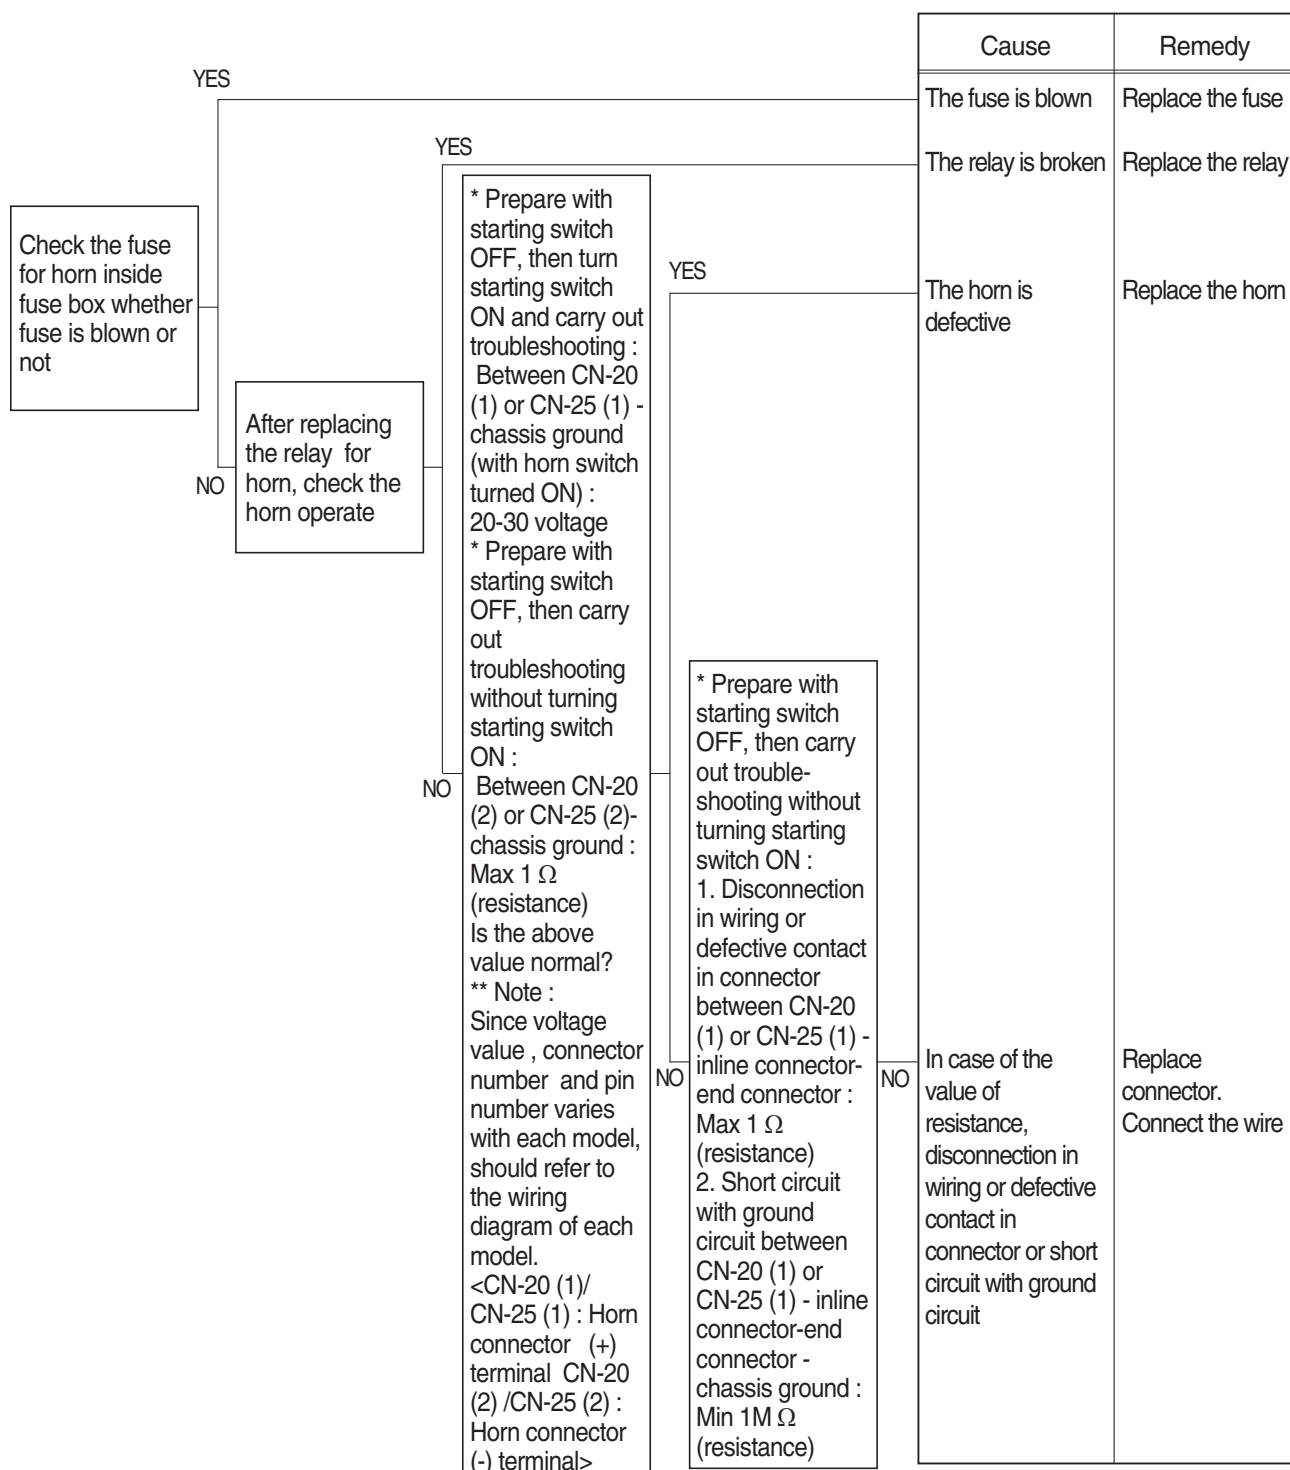 Cause
Remedy
YES
The fuse is blown
Replace the fuse
YES
The relay is broken
Replace the relay
Check the fuse
for horn inside
fuse box whether
fuse is blown or
not
NO
After replacing
the relay for
horn, check the
horn operate
* Prepare with
starting switch
OFF, then turn
starting switch
ON and carry out
troubleshooting :
Between CN-20
(1) or CN-25 (1) -
chassis ground
(with horn switch
turned ON) :
20-30 voltage
* Prepare with
starting switch
OFF, then carry
out
troubleshooting
without turning
starting switch
ON :
Between CN-20
(2) or CN-25 (2)-
chassis ground :
Max 1 Ω
(resistance)
Is the above
value normal?
** Note :
Since voltage
value , connector
number and pin
number varies
with each model,
should refer to
the wiring
diagram of each
model.
<CN-20 (1)/
CN-25 (1) : Horn
connector (+)
terminal CN-20
(2) /CN-25 (2) :
Horn connector
(-) terminal>
NO
YES
The horn is
defective
Replace the horn
NO
* Prepare with
starting switch
OFF, then carry
out trouble-
shooting without
turning starting
switch ON :
1. Disconnection
in wiring or
defective contact
in connector
between CN-20
(1) or CN-25 (1) -
inline connector-
end connector :
Max 1 Ω
(resistance)
2. Short circuit
with ground
circuit between
CN-20 (1) or
CN-25 (1) - inline
connector-end
connector -
chassis ground :
Min 1M Ω
(resistance)
NO
In case of the
value of
resistance,
disconnection in
wiring or defective
contact in
connector or short
circuit with ground
circuit
Replace
connector.
Connect the wire